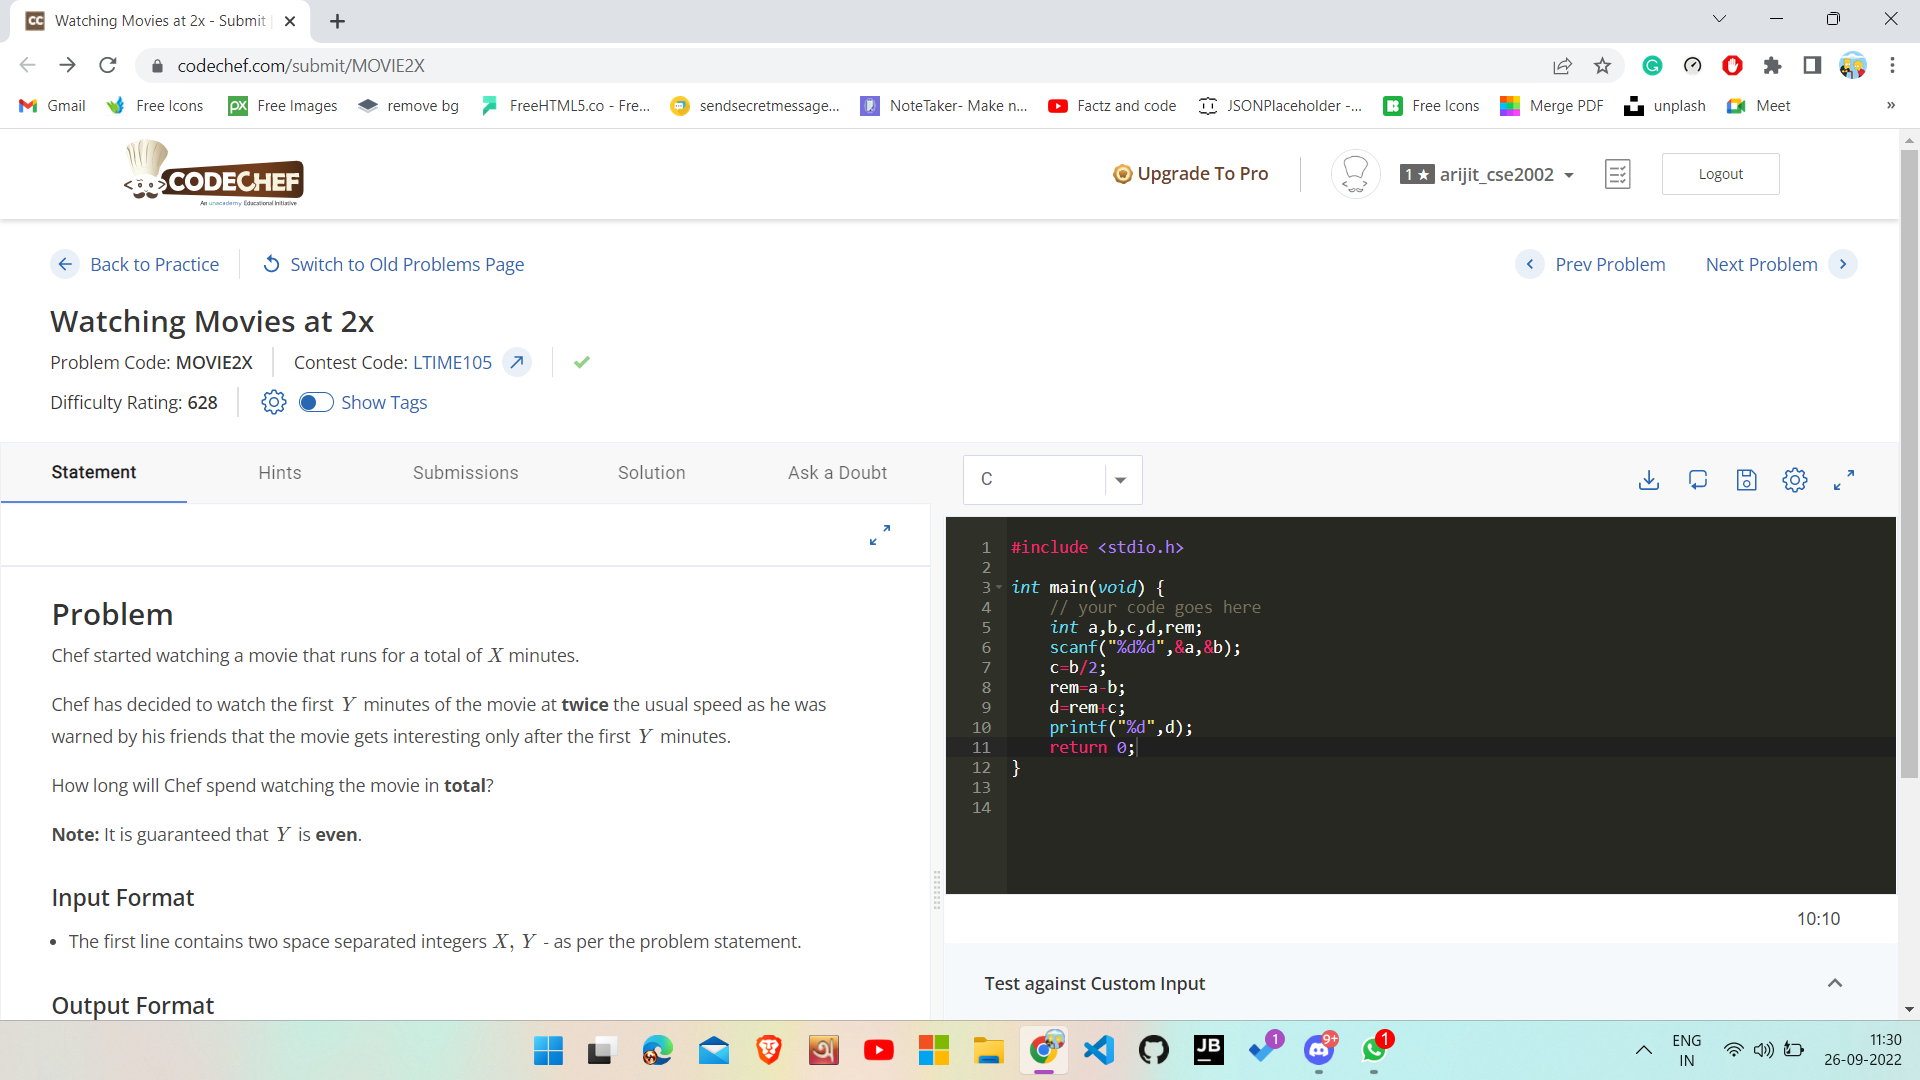 Watching Movies at 2x - Submit
codechef.com/submit/MOVIE2X
Gmail Free Icons Free Images remove bg FreeHTML5.co - Fre... sendsecretmessage... NoteTaker- Make n... Factz and code JSONPlaceholder -... Free Icons Merge PDF unplash Meet »
CODECHEF
An unacademy Educational Initiative
Upgrade To Pro
1★ arijit_cse2002
Logout
Back to Practice Switch to Old Problems Page
Prev Problem Next Problem
Watching Movies at 2x
Problem Code: MOVIE2X Contest Code: LTIME105
Difficulty Rating: 628 Show Tags
Statement Hints Submissions Solution Ask a Doubt
Problem
Chef started watching a movie that runs for a total of X minutes.
Chef has decided to watch the first Y minutes of the movie at twice the usual speed as he was
warned by his friends that the movie gets interesting only after the first Y minutes.
How long will Chef spend watching the movie in total?
Note: It is guaranteed that Y is even.
Input Format
• The first line contains two space separated integers X, Y - as per the problem statement.
Output Format
C
1 #include <stdio.h>
2
3 int main(void) {
4 // your code goes here
5 int a,b,c,d,rem;
6 scanf("%d%d",&a,&b);
7 c=b/2;
8 rem=a-b;
9 d=rem+c;
10 printf("%d",d);
11 return 0;
12 }
13
14
10:10
Test against Custom Input
JB
1
9+
1
ENG
IN
11:30
26-09-2022